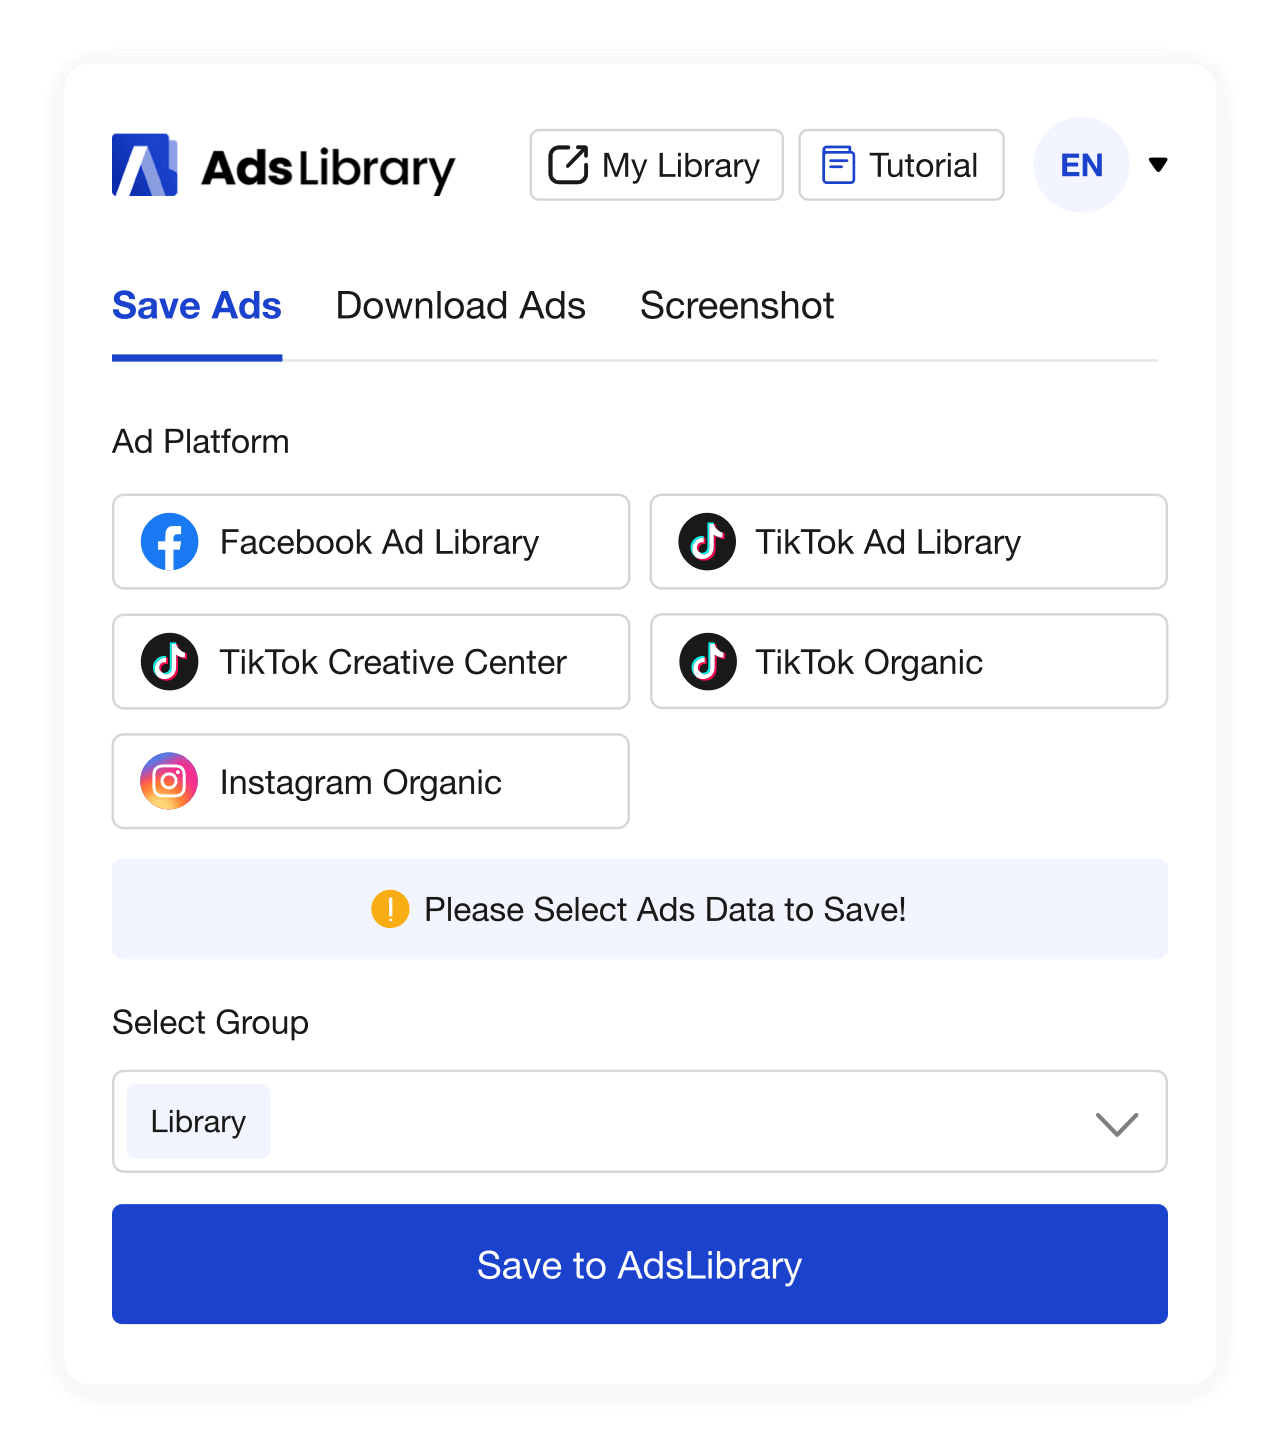 AdsLibrary
My Library
Tutorial
EN
Save Ads
Download Ads
Screenshot
Ad Platform
Facebook Ad Library
TikTok Ad Library
TikTok Creative Center
TikTok Organic
Instagram Organic
! Please Select Ads Data to Save!
Select Group
Library
Save to AdsLibrary